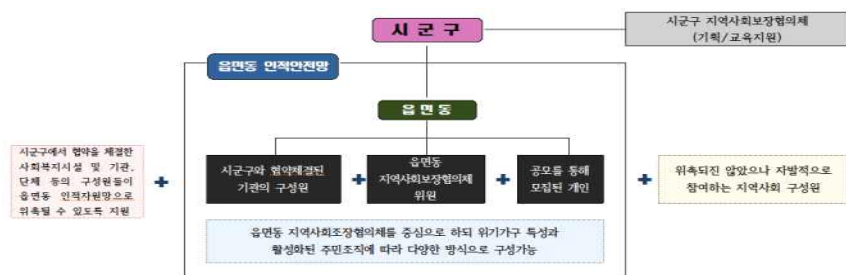 시군구
시군구 지역사회보장협의체
(기획/교육지원)
읍면동 인적안전망
읍면동
시군구에서 협약을 체결한
사회복지시설 및 기관,
단체 등의 구성원들이
읍면동 인적자원망으로
위촉될 수 있도록 지원
+
시군구와 협약체결된
기관의 구성원
+
읍면동
지역사회보장협의체
위원
+
공모를 통해
모집된 개인
+
위촉되진 않았으나 자발적으로
참여하는 지역사회 구성원
읍면동 지역사회조장협의체를 중심으로 하되 위기가구 특성과
활성화된 주민조직에 따라 다양한 방식으로 구성가능